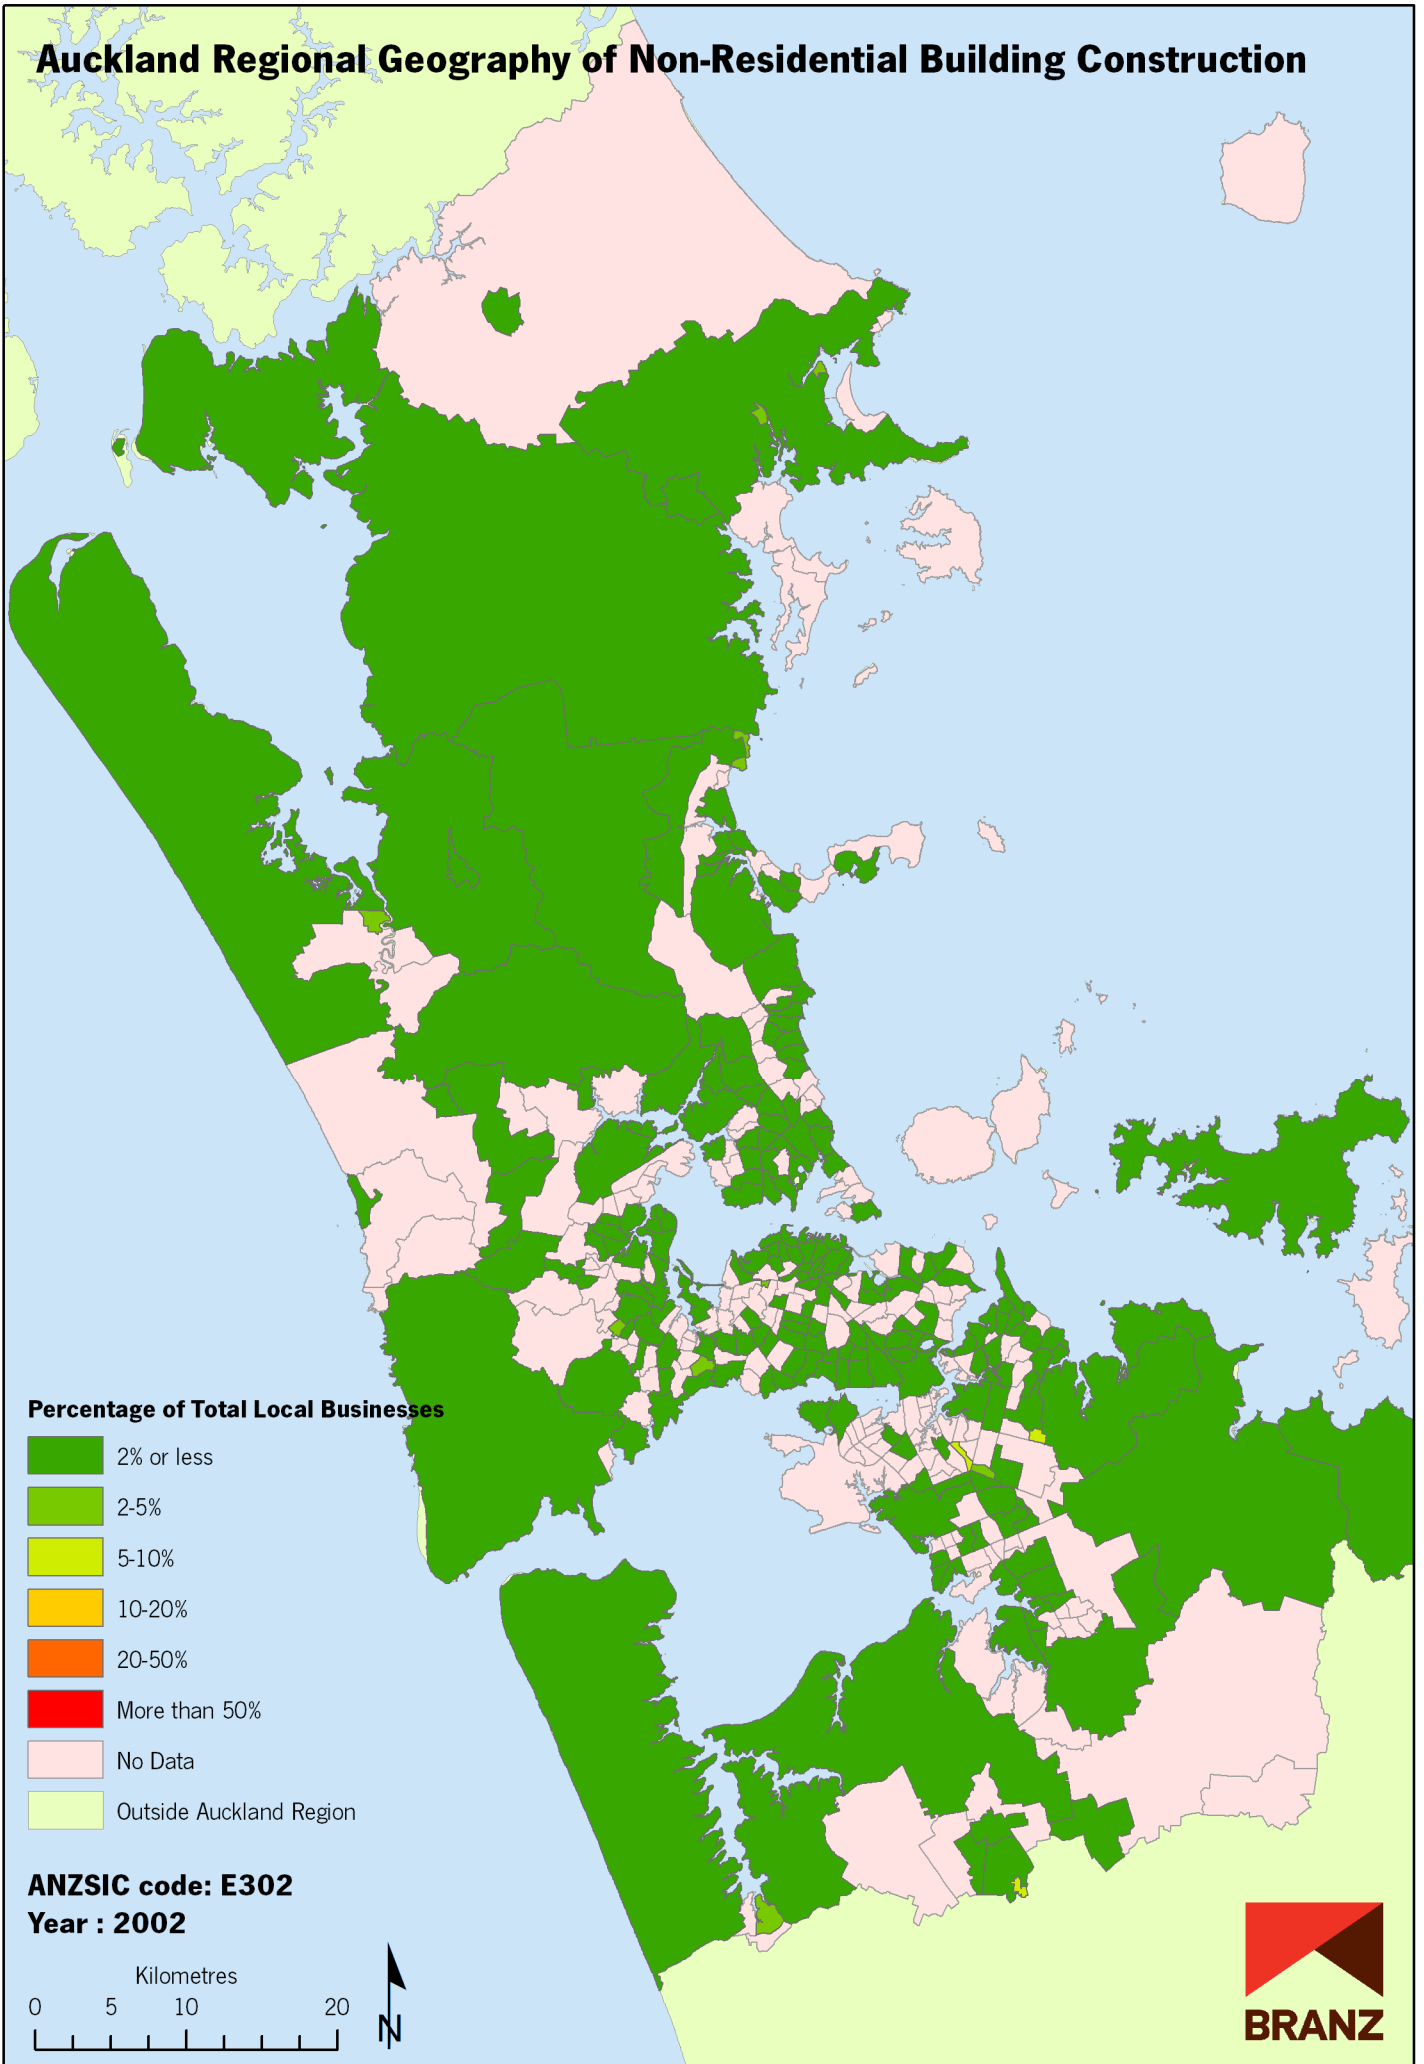 Auckland Regional Geography of Non-Residential Building Construction
Percentage of Total Local Businesses
2% or less
2-5%
5-10%
10-20%
20-50%
More than 50%
No Data
Outside Auckland Region
ANZSIC code: E302
Year : 2002
Kilometres
0 5 10 20
N
BRANZ